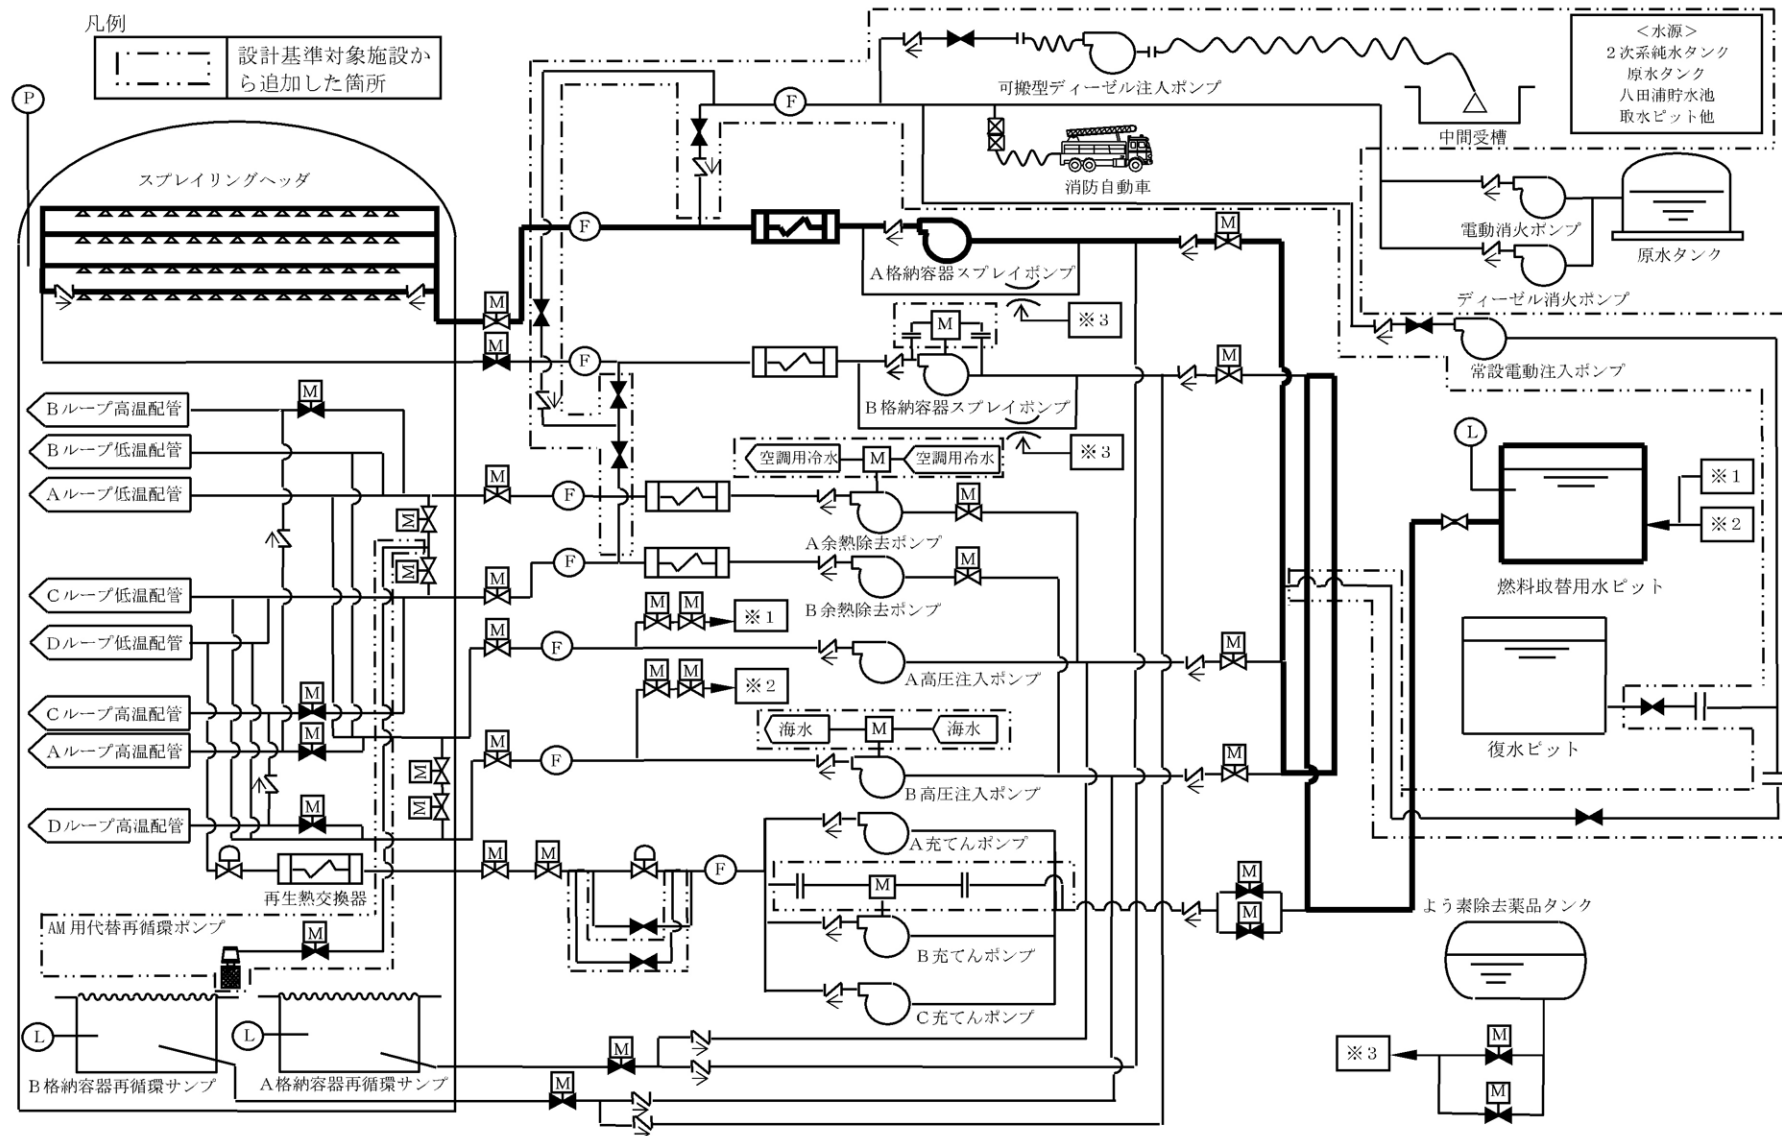 凡例
設計基準対象施設か
ら追加した箇所
P
スプレイリングヘッダ
F
可搬型ディーゼル注入ポンプ
消防自動車
中間受槽
＜水源＞
２次系純水タンク
原水タンク
八田浦貯水池
取水ピット他
電動消火ポンプ
ディーゼル消火ポンプ
原水タンク
F
M
A格納容器スプレイポンプ
※3
M
M
F
M
M
B格納容器スプレイポンプ
※3
常設電動注入ポンプ
Bループ高温配管
M
Bループ低温配管
空調用冷水
M
空調用冷水
L
Aループ低温配管
M
F
M
M
A余熱除去ポンプ
※1
※2
燃料取替用水ピット
M
Cループ低温配管
M
F
M
B余熱除去ポンプ
Dループ低温配管
M
F
M
M
※1
M
A高圧注入ポンプ
M
M
※2
Cループ高温配管
M
海水
M
海水
復水ピット
Aループ高温配管
M
M
F
M
B高圧注入ポンプ
M
M
Dループ高温配管
M
A充てんポンプ
再生熱交換器
M
M
F
M
M
M
B充てんポンプ
C充てんポンプ
よう素除去薬品タンク
AM用代替再循環ポンプ
M
L
L
B格納容器再循環サンプ
A格納容器再循環サンプ
M
M
※3
M
M